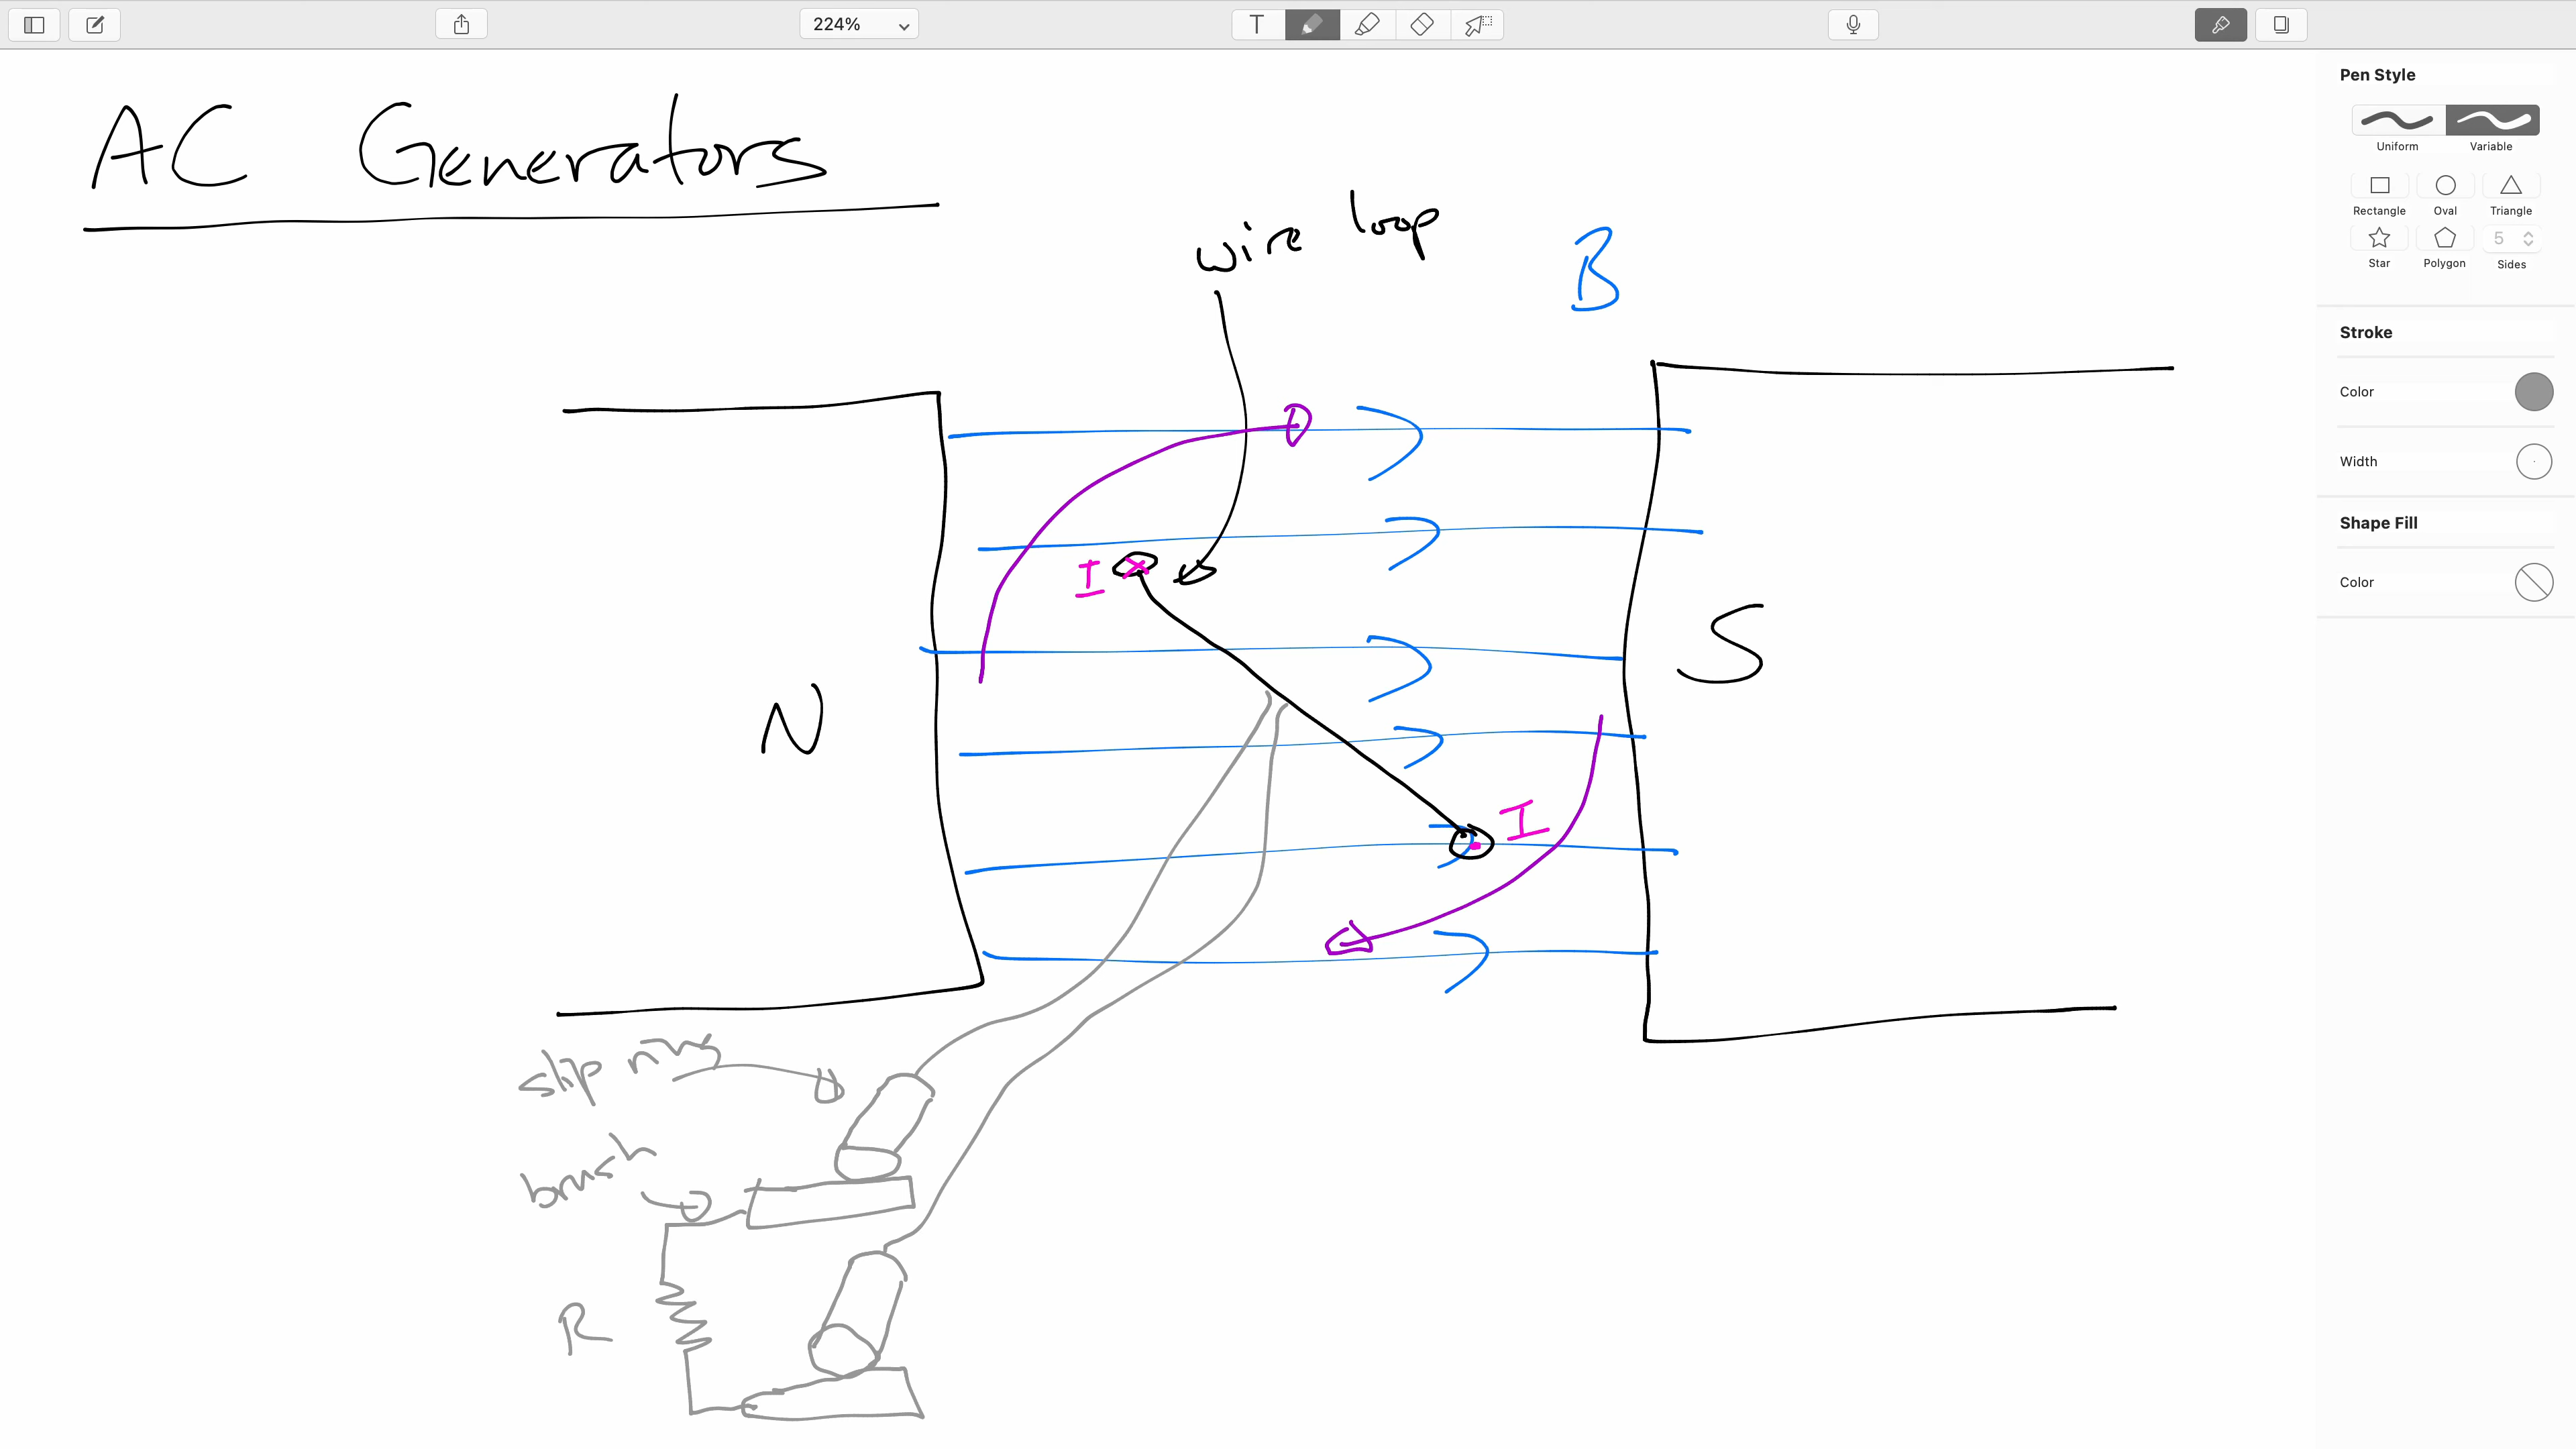 224%
T
Pen Style
Uniform
Variable
Rectangle
Oval
Triangle
5
Star
Polygon
Sides
Stroke
Color
Width
Shape Fill
Color
AC Generators
wire loop
B
I
S
N
I
slip rings
brush
R